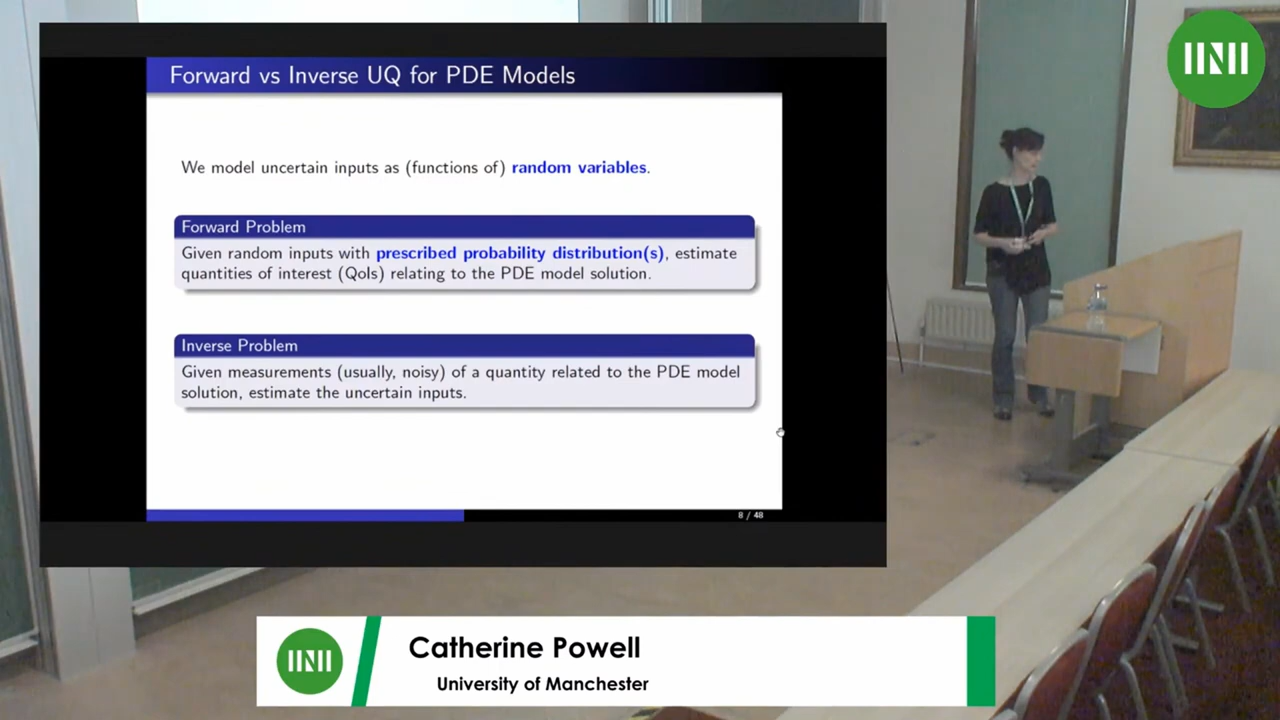 Forward vs Inverse UQ for PDE Models
We model uncertain inputs as (functions of) random variables.
Forward Problem
Given random inputs with prescribed probability distribution(s), estimate
quantities of interest (QoIs) relating to the PDE model solution.
Inverse Problem
Given measurements (usually, noisy) of a quantity related to the PDE model
solution, estimate the uncertain inputs.
8 / 48
Catherine Powell
University of Manchester